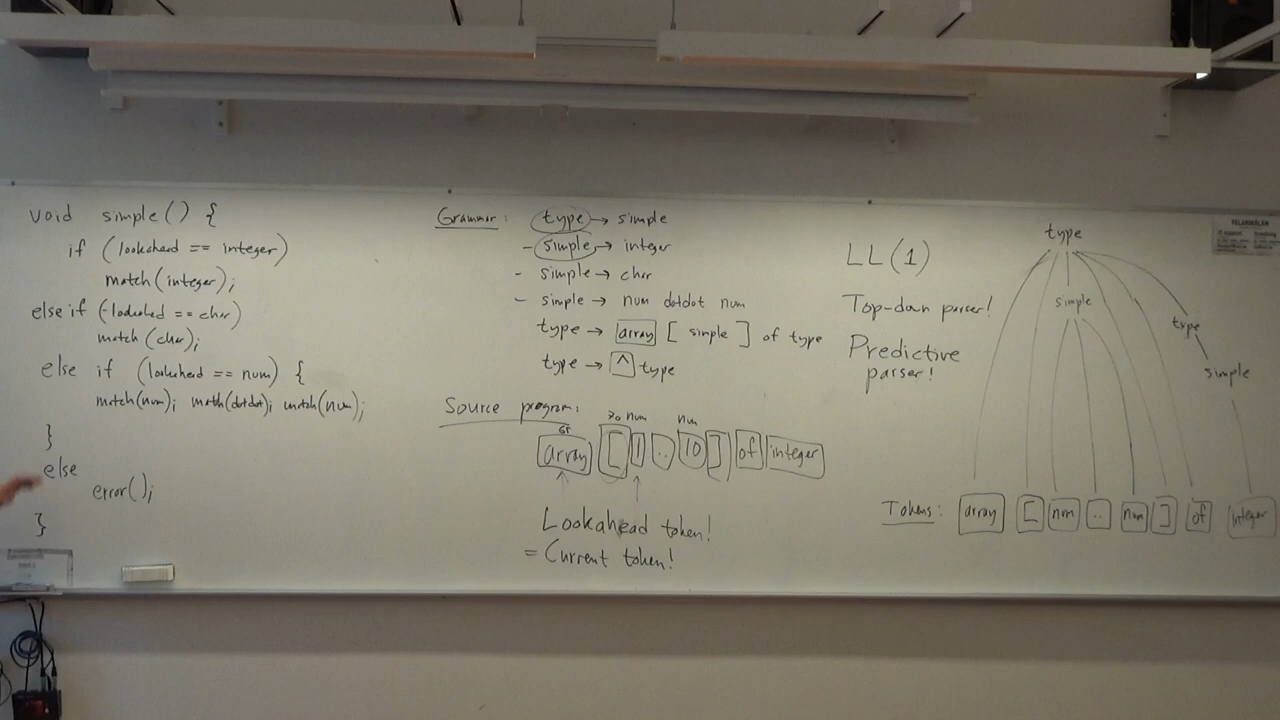 void simple() {
if (lookahead == integer)
match(integer);
else if (lookahead == char)
match(char);
else if (lookahead == num) {
match(num); match(dotdot); match(num);
}
else
error();
}
Grammar: type → simple
- simple → integer
- simple → char
- simple → num dotdot num
type → array [ simple ] of type
type → ^ type
Source program:
num num
array [ 1 .. 10 ] of integer
Lookahead token!
= Current token!
LL(1)
Top-down parser!
Predictive
parser!
type
simple
type
simple
Tokens: array [ num .. num ] of integer
FELANMÄLAN